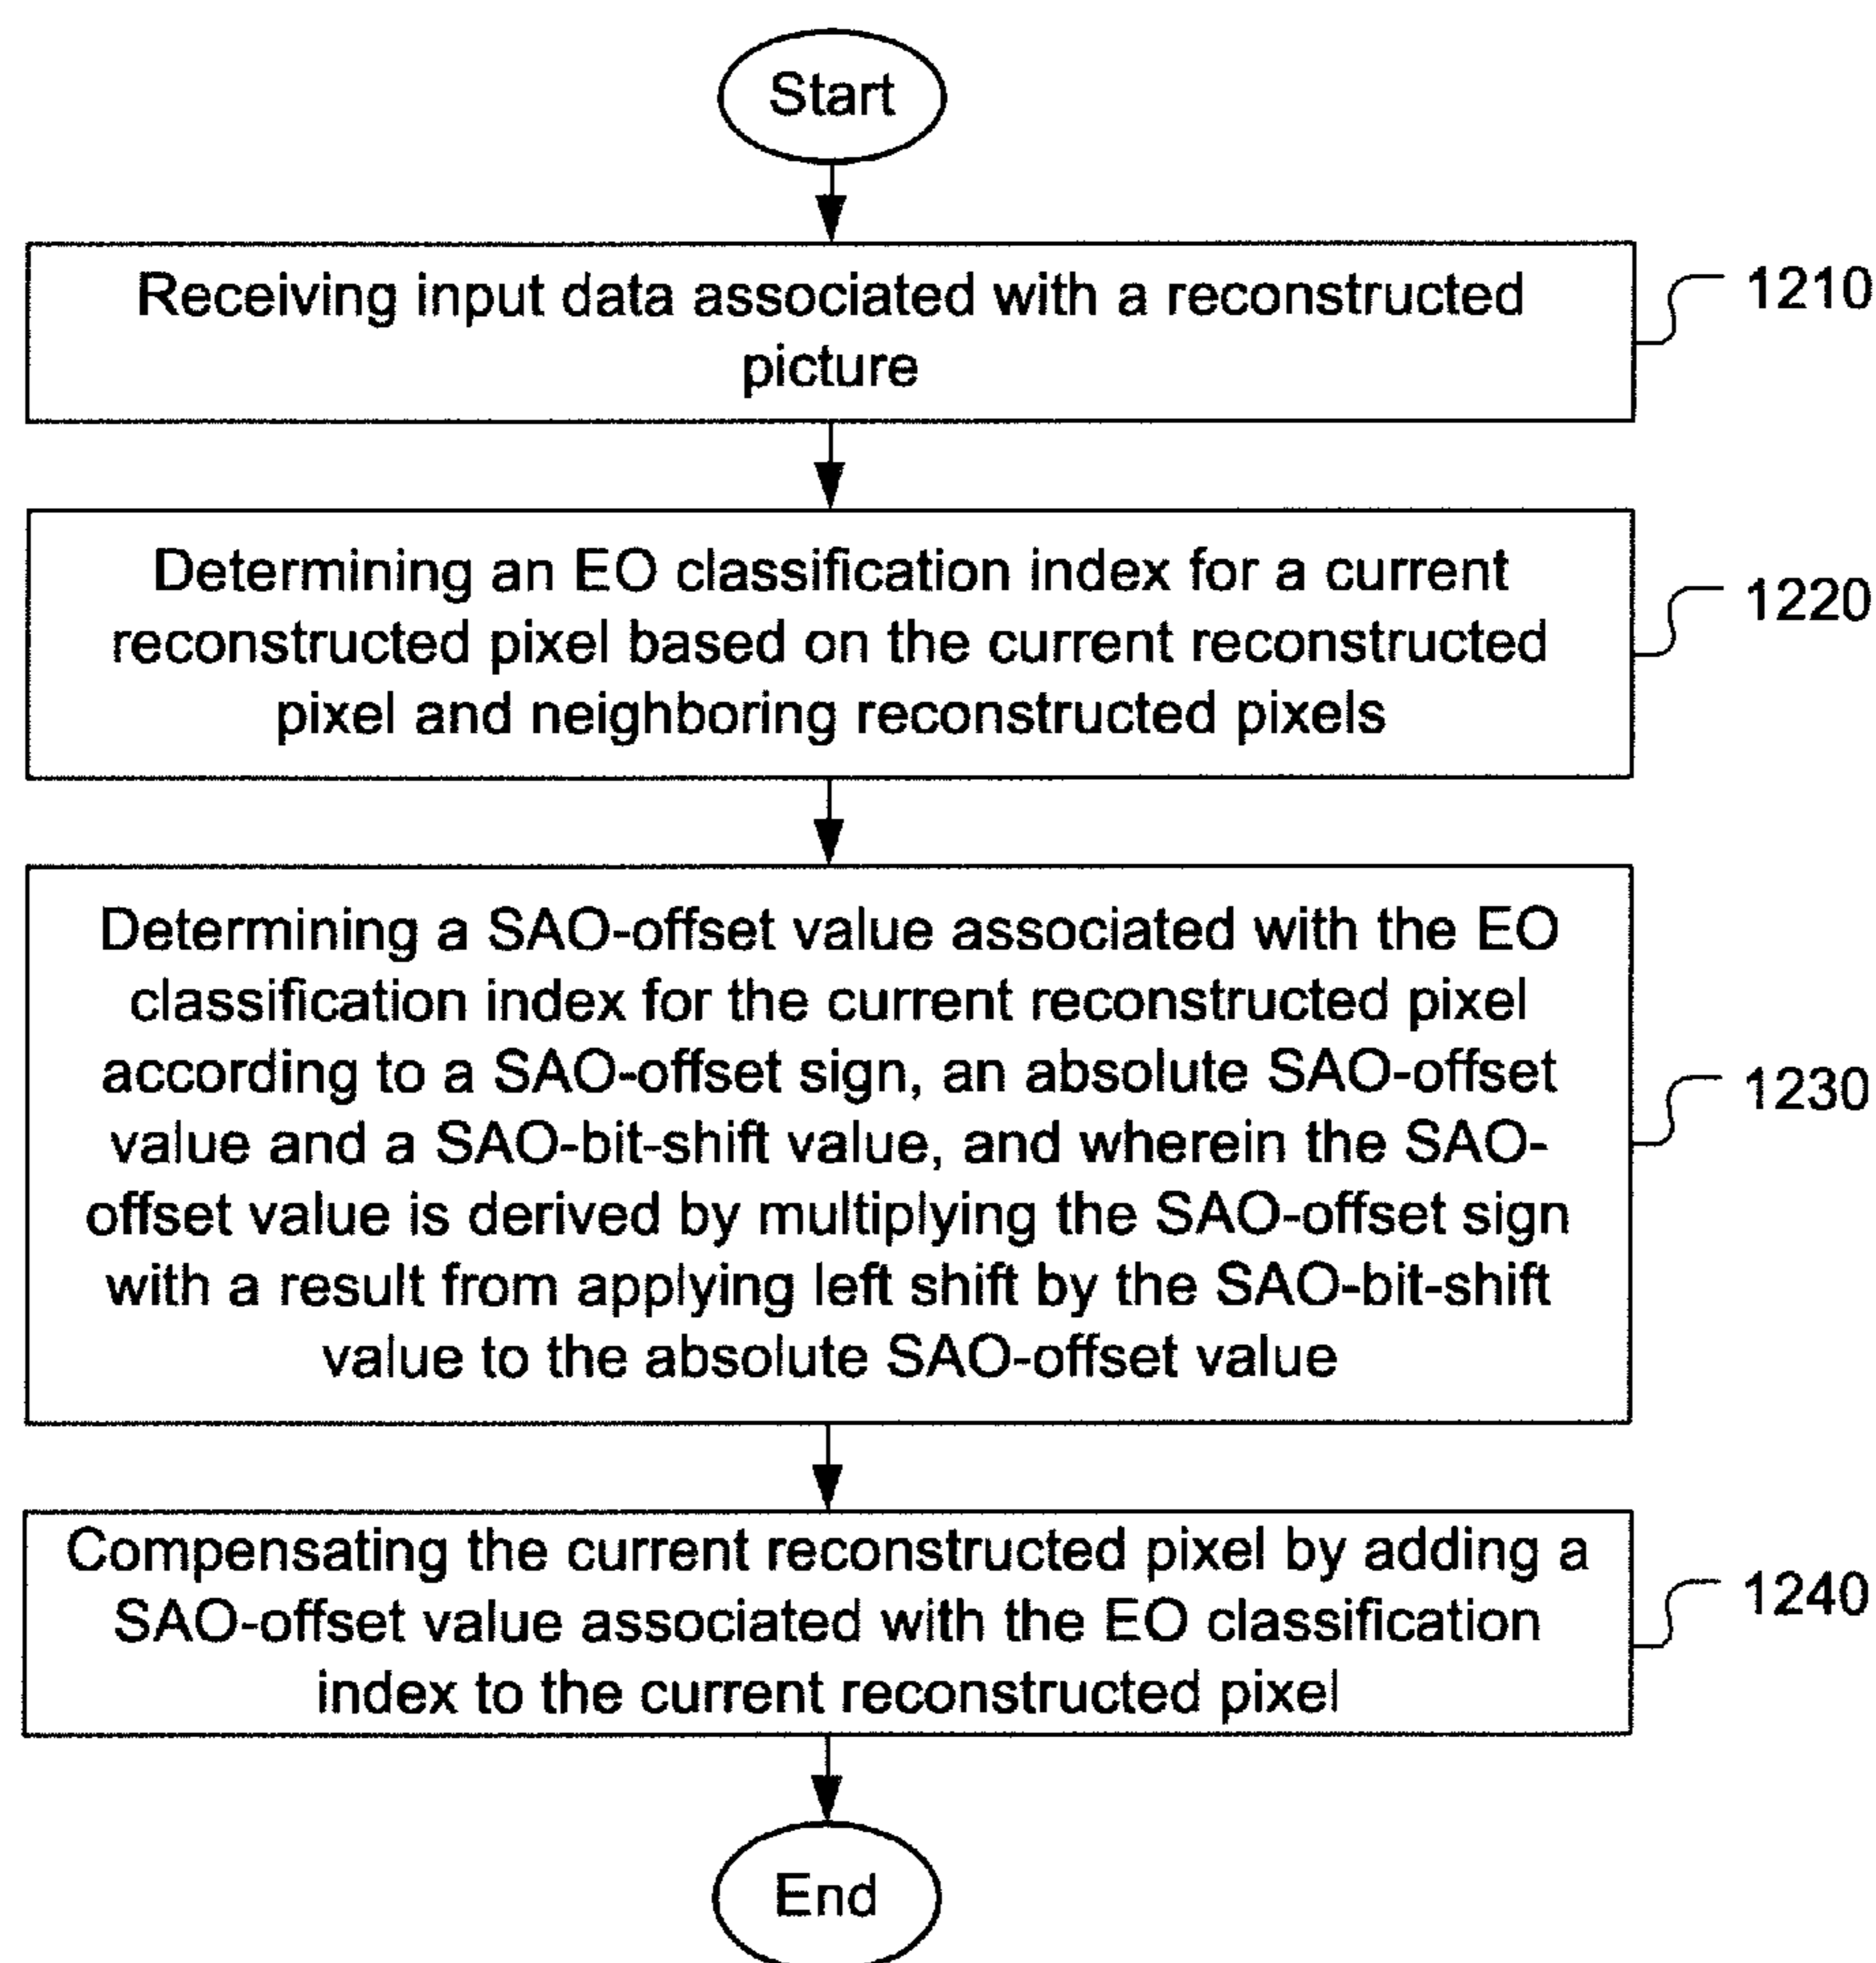 Start
Receiving input data associated with a reconstructed
picture
1210
Determining an EO classification index for a current
reconstructed pixel based on the current reconstructed
pixel and neighboring reconstructed pixels
1220
Determining a SAO-offset value associated with the EO
classification index for the current reconstructed pixel
according to a SAO-offset sign, an absolute SAO-offset
value and a SAO-bit-shift value, and wherein the SAO-
offset value is derived by multiplying the SAO-offset sign
with a result from applying left shift by the SAO-bit-shift
value to the absolute SAO-offset value
1230
Compensating the current reconstructed pixel by adding a
SAO-offset value associated with the EO classification
index to the current reconstructed pixel
1240
End